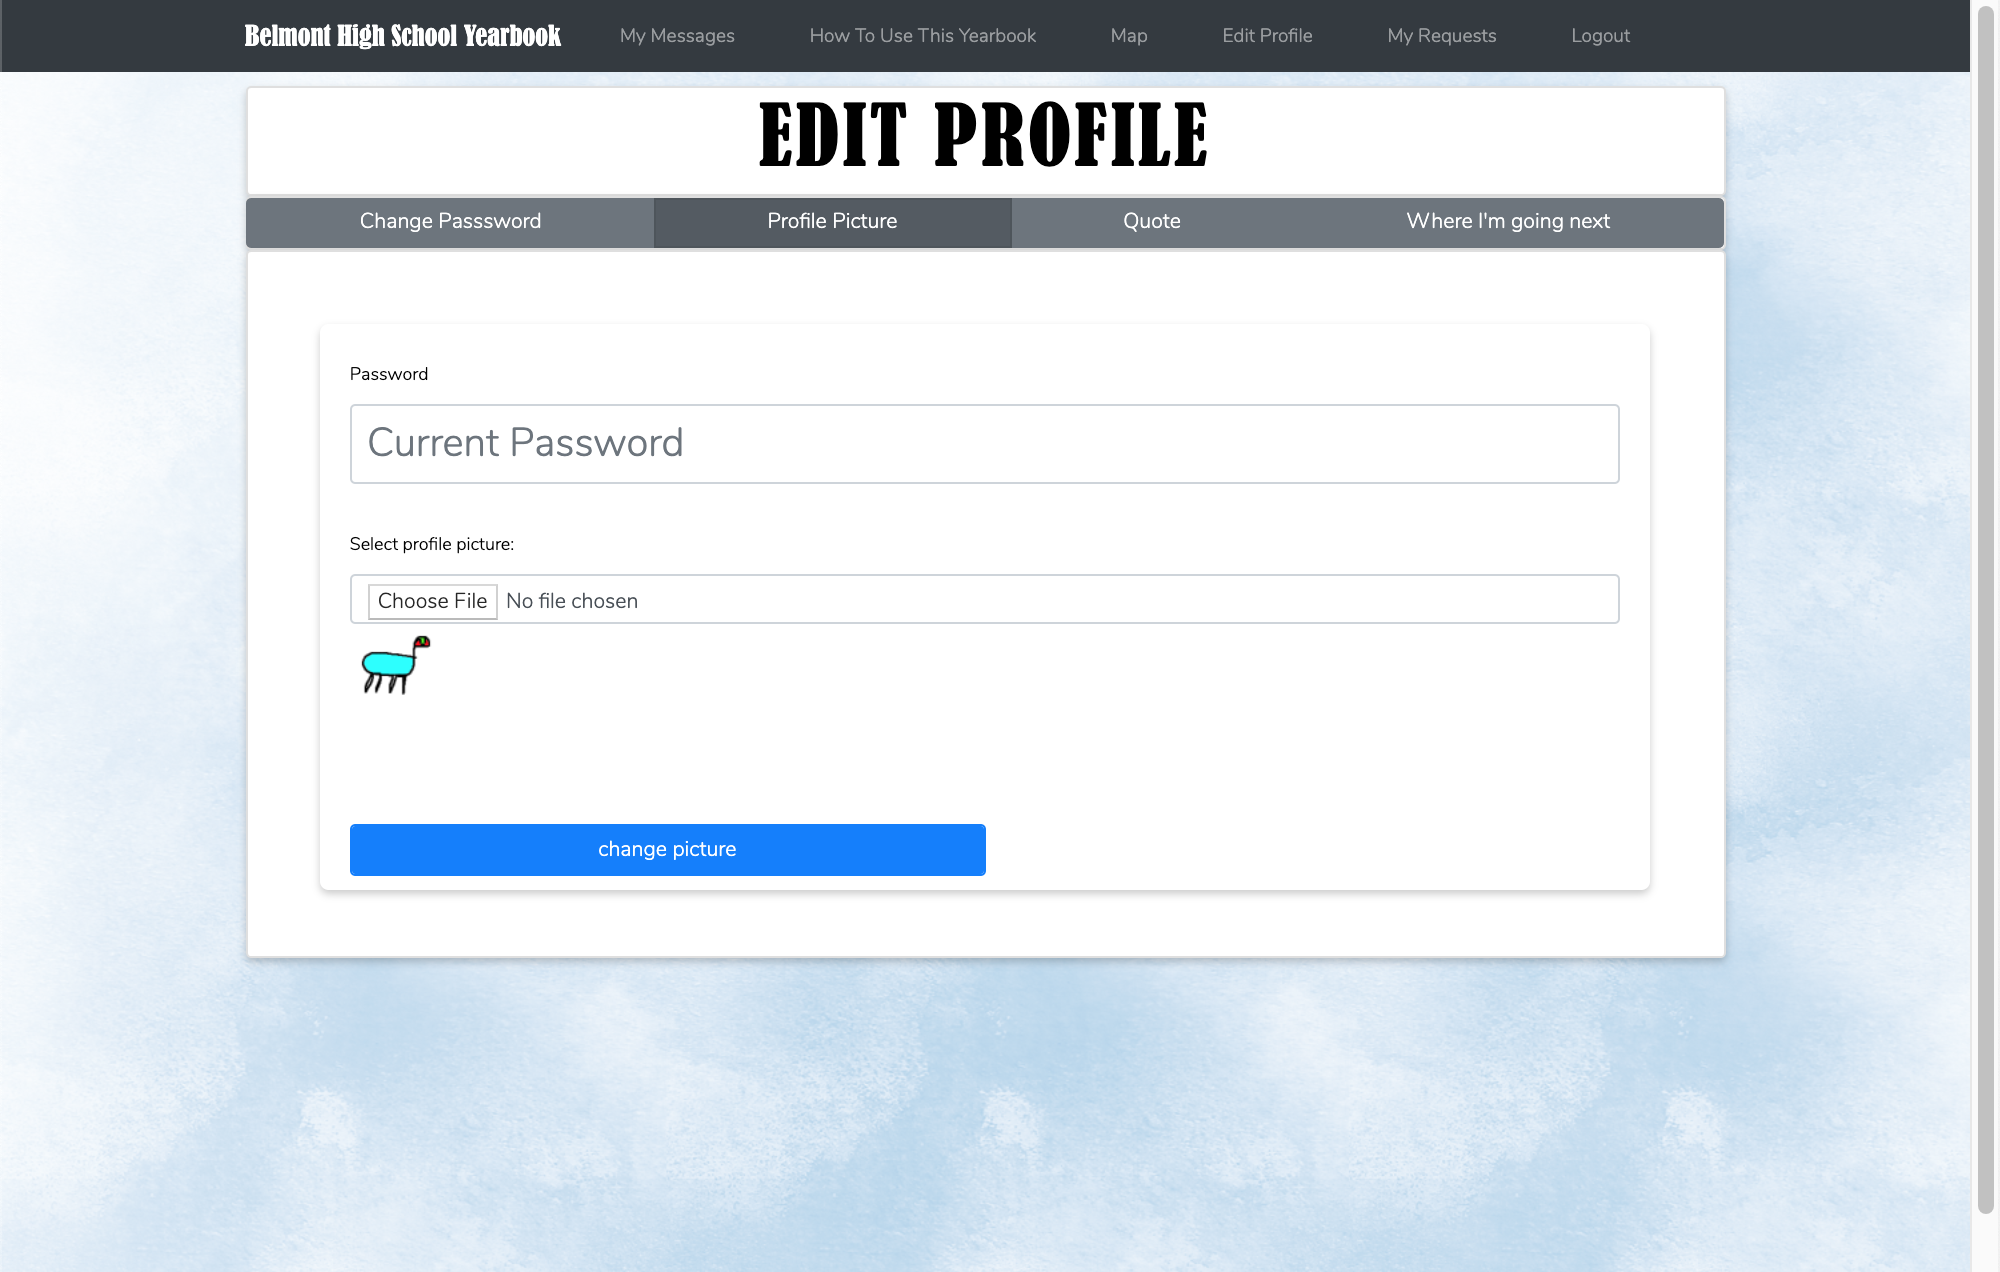 Belmont High School Yearbook My Messages How To Use This Yearbook Map Edit Profile My Requests Logout
EDIT PROFILE
Change Passsword Profile Picture Quote Where I'm going next
Password
Current Password
Select profile picture:
Choose File No file chosen
change picture